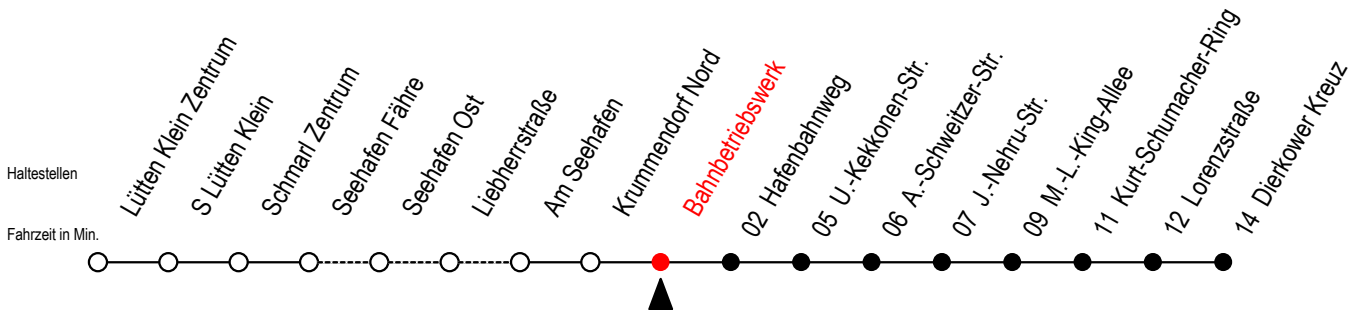 Haltestellen
Fahrzeit in Min.
Lütten Klein Zentrum
S Lütten Klein
Schmarl Zentrum
Seehafen Fähre
Seehafen Ost
Liebherrstraße
Am Seehafen
Krummendorf Nord
Bahnbetriebswerk
02 Hafenbahnweg
05 U.-Kekkonen-Str.
06 A.-Schweitzer-Str.
07 J.-Nehru-Str.
09 M.-L.-King-Allee
11 Kurt-Schumacher-Ring
12 Lorenzstraße
14 Dierkower Kreuz